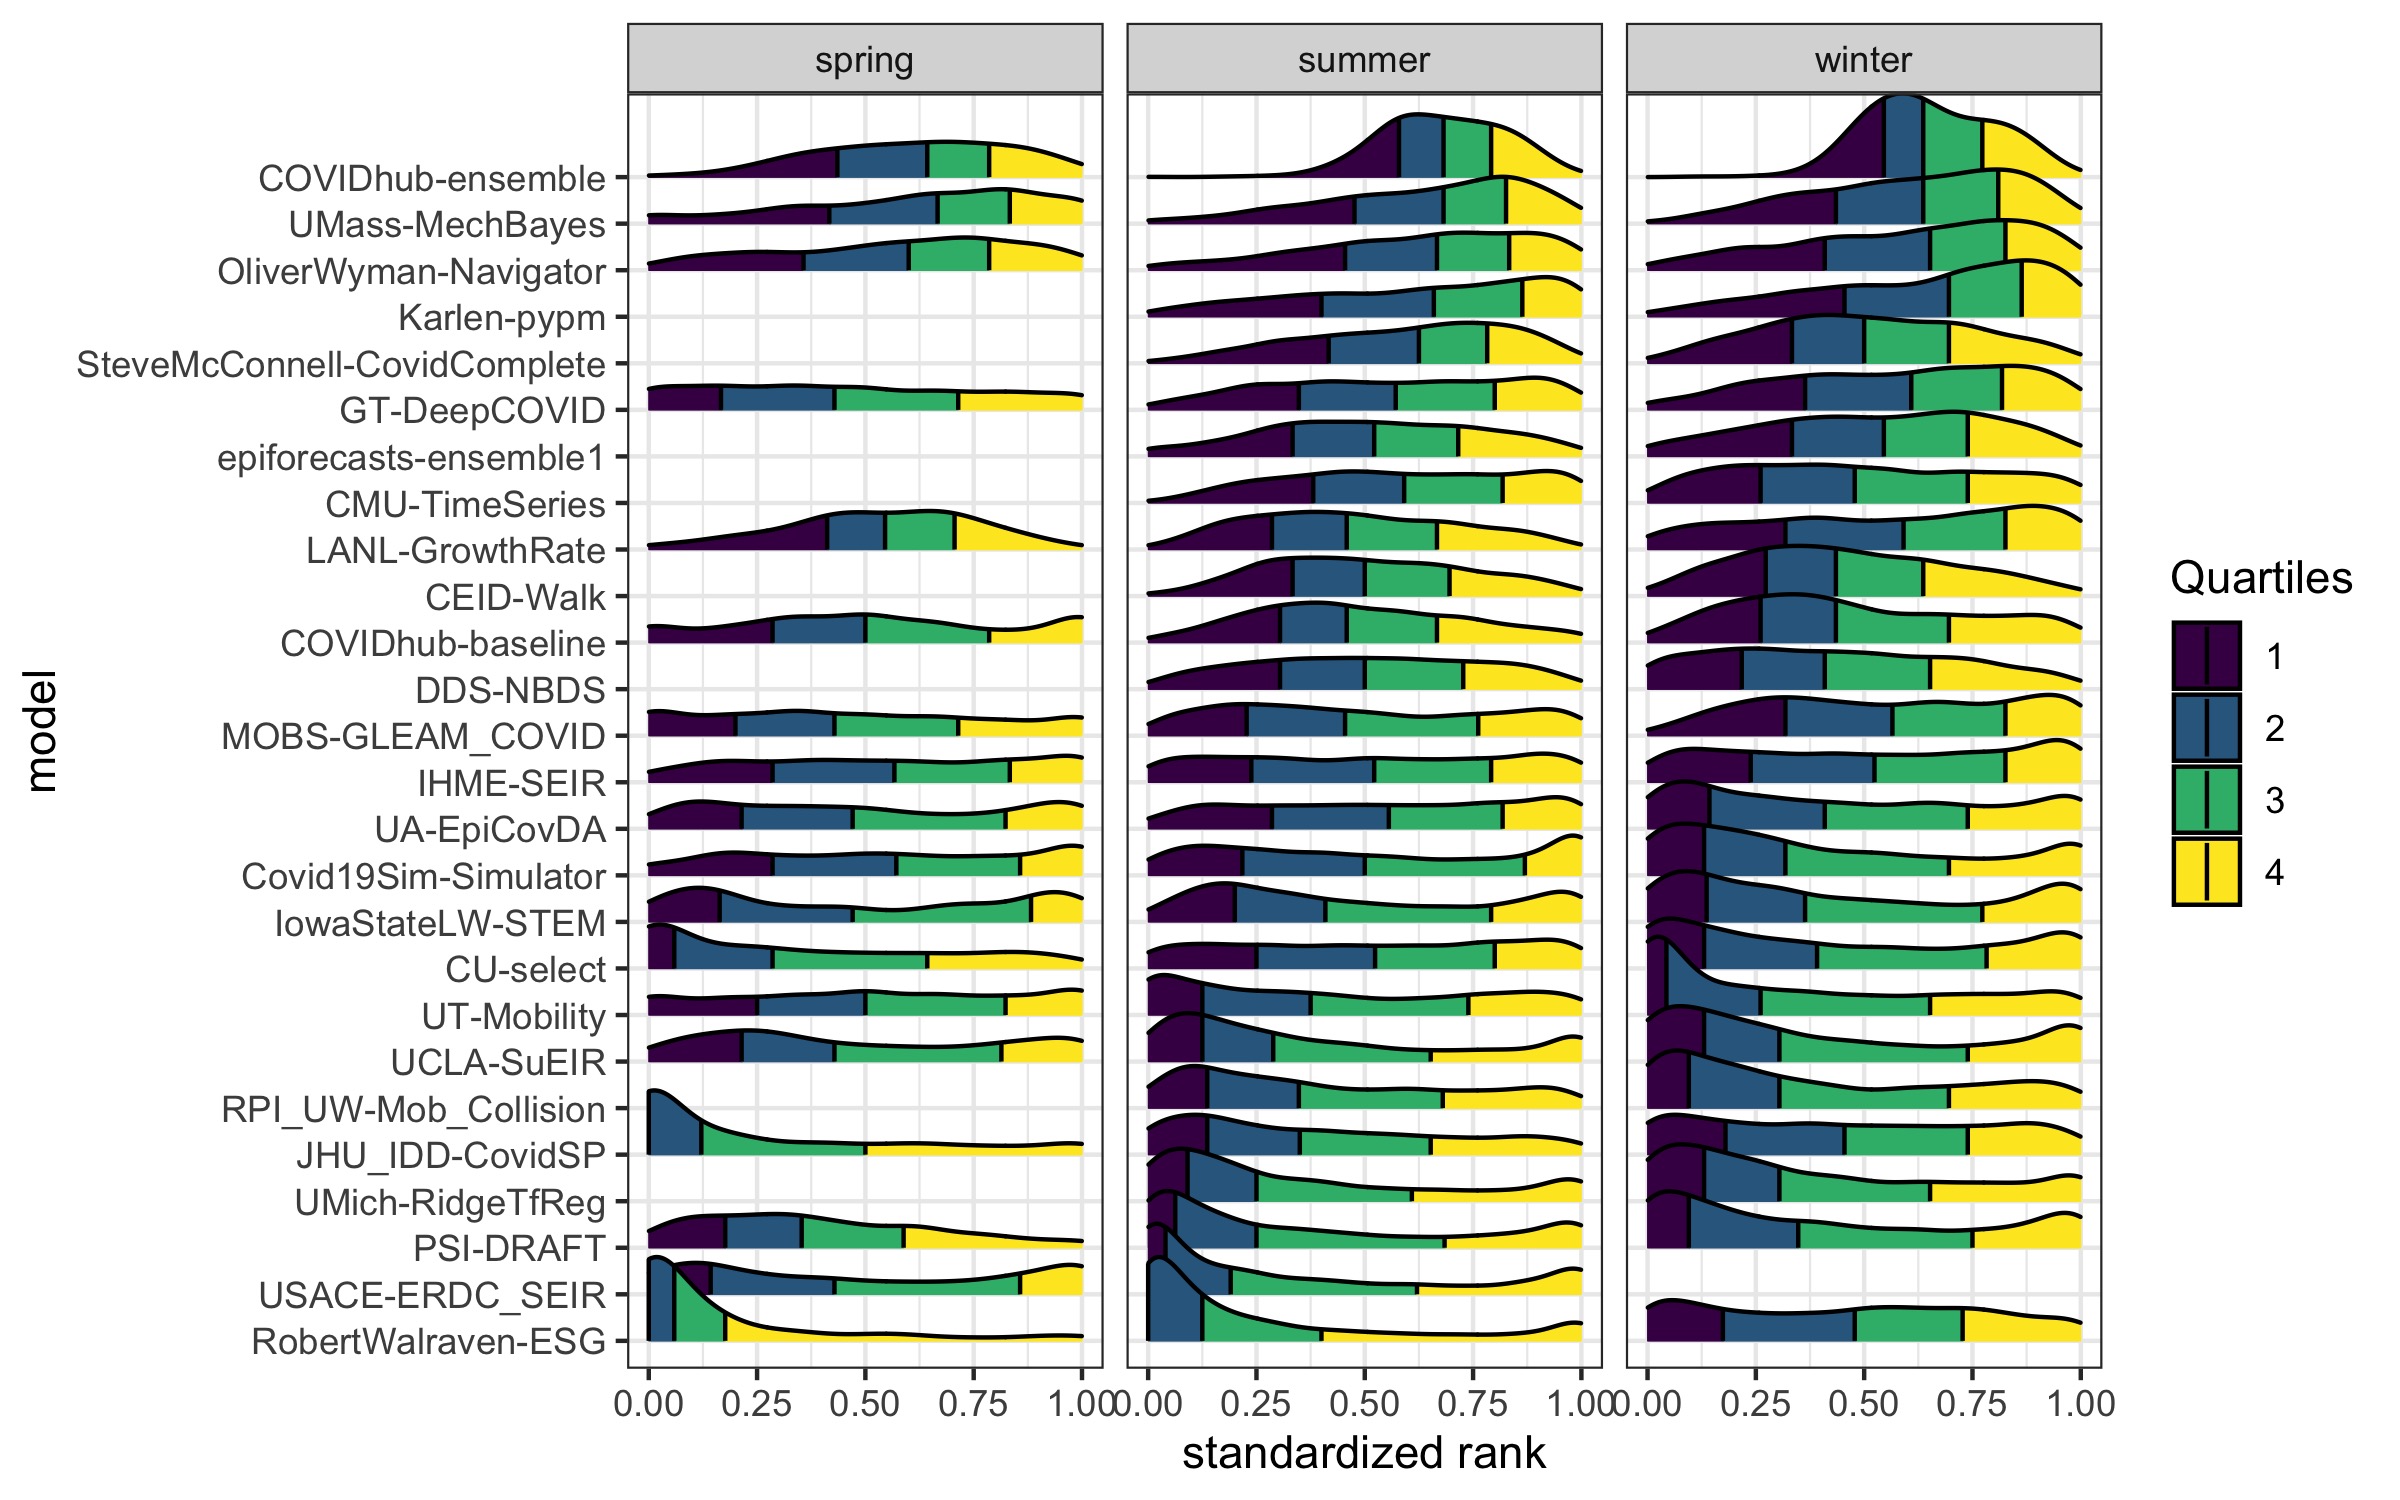 spring
summer
winter
COVIDhub-ensemble
UMass-MechBayes
OliverWyman-Navigator
Karlen-pypm
SteveMcConnell-CovidComplete
GT-DeepCOVID
epiforecasts-ensemble1
CMU-TimeSeries
LANL-GrowthRate
CEID-Walk
COVIDhub-baseline
DDS-NBDS
MOBS-GLEAM_COVID
IHME-SEIR
UA-EpiCovDA
Covid19Sim-Simulator
IowaStateLW-STEM
CU-select
UT-Mobility
UCLA-SuEIR
RPI_UW-Mob_Collision
JHU_IDD-CovidSP
UMich-RidgeTfReg
PSI-DRAFT
USACE-ERDC_SEIR
RobertWalraven-ESG
model
0.00 0.25 0.50 0.75 1.00
0.00 0.25 0.50 0.75 1.00
0.00 0.25 0.50 0.75 1.00
standardized rank
Quartiles
1
2
3
4